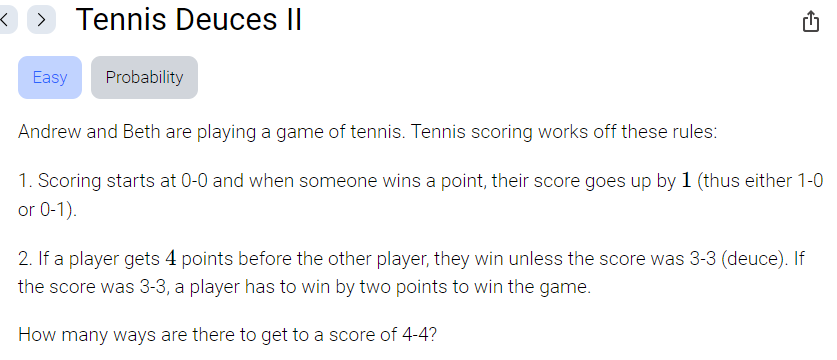 Tennis Deuces II
Easy Probability
Andrew and Beth are playing a game of tennis. Tennis scoring works off these rules:
1. Scoring starts at 0-0 and when someone wins a point, their score goes up by 1 (thus either 1-0
or 0-1).
2. If a player gets 4 points before the other player, they win unless the score was 3-3 (deuce). If
the score was 3-3, a player has to win by two points to win the game.
How many ways are there to get to a score of 4-4?